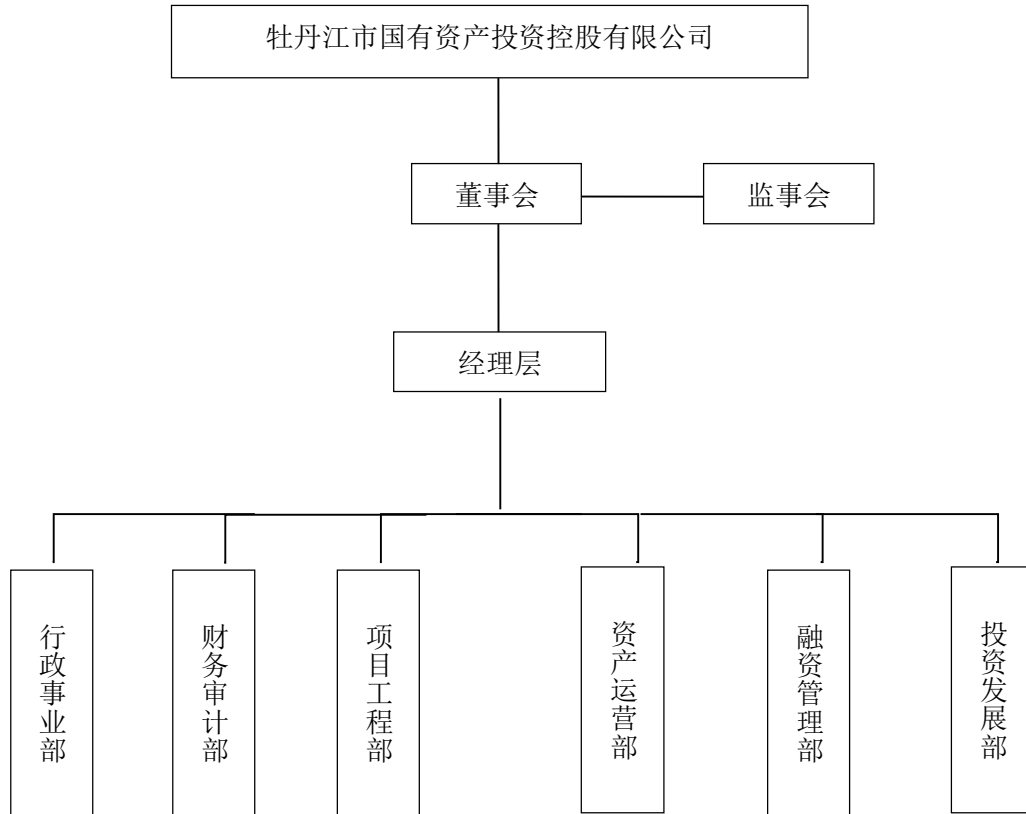 牡丹江市国有资产投资控股有限公司
董事会
监事会
经理层
行政事业部
财务审计部
项目工程部
资产运营部
融资管理部
投资发展部